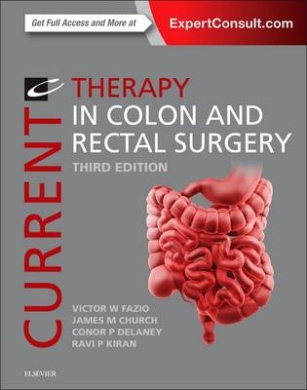 Get Full Access and More at
ExpertConsult.com
CURRENT
THERAPY
IN COLON AND
RECTAL SURGERY
THIRD EDITION
VICTOR W FAZIO
JAMES M CHURCH
CONOR P DELANEY
RAVI P KIRAN
ELSEVIER